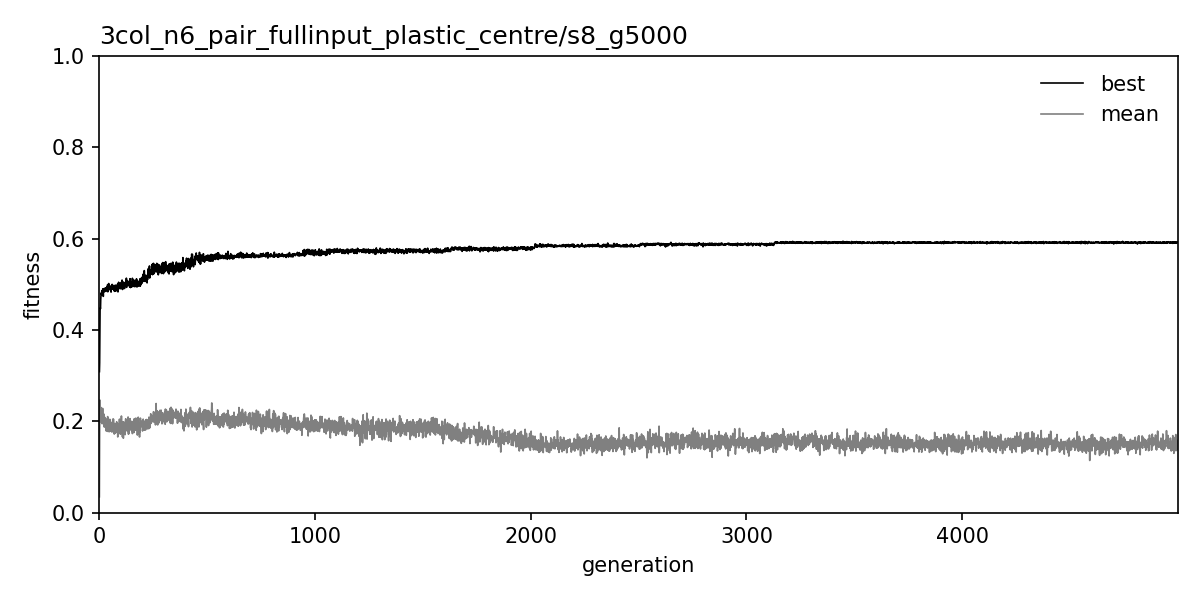 3col_n6_pair_fullinput_plastic_centre/s8_g5000
1.0
0.8
0.6
0.4
0.2
0.0
fitness
best
mean
0 1000 2000 3000 4000
generation